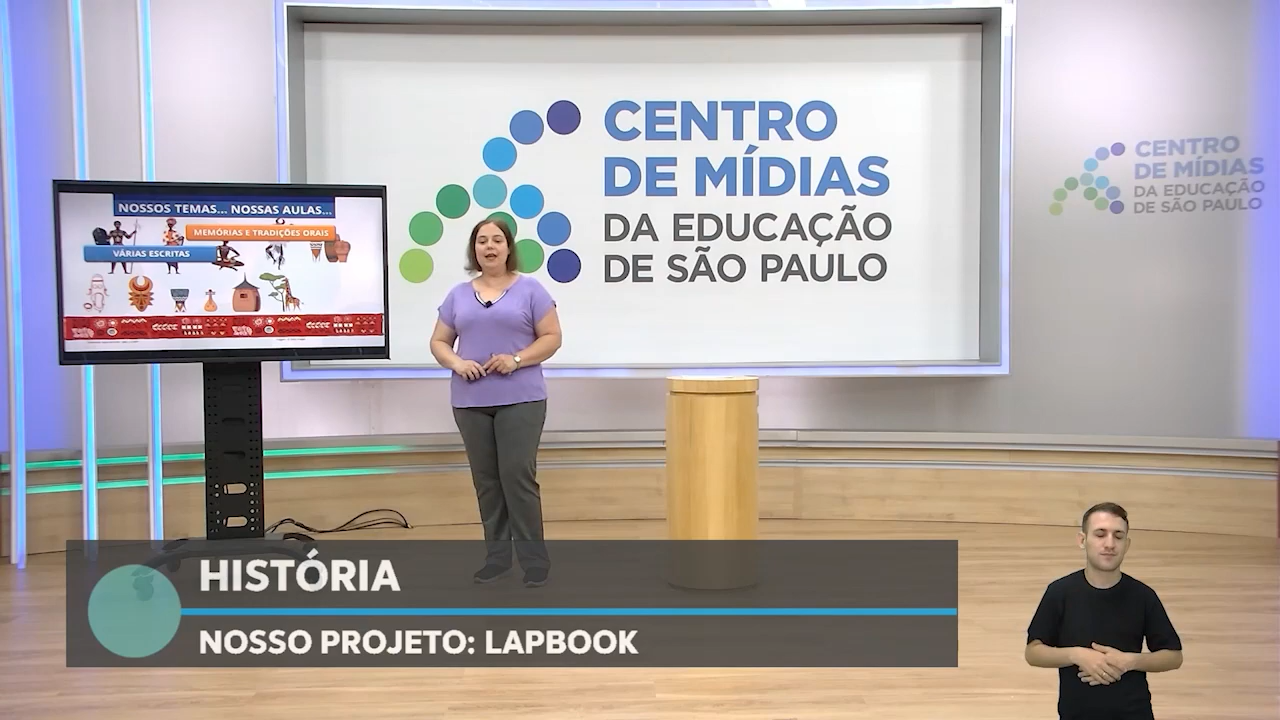 CENTRO
DE MÍDIAS
DA EDUCAÇÃO
DE SÃO PAULO
CENTRO
DE MÍDIAS
DA EDUCAÇÃO
DE SÃO PAULO
NOSSOS TEMAS... NOSSAS AULAS...
MEMÓRIAS E TRADIÇÕES ORAIS
VÁRIAS ESCRITAS
HISTÓRIA
NOSSO PROJETO: LAPBOOK